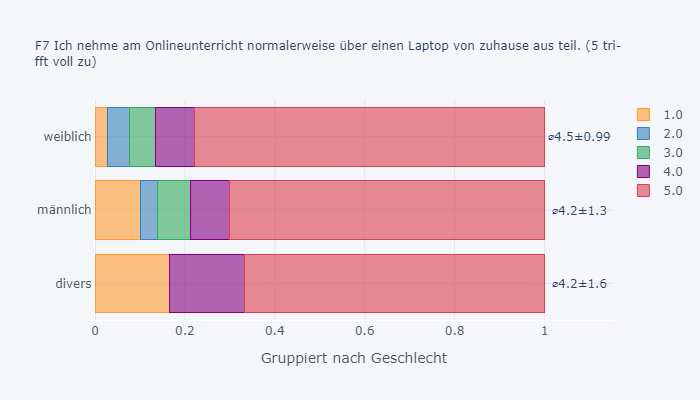 F7 Ich nehme am Onlineunterricht normalerweise über einen Laptop von zuhause aus teil. (5 tri-
fft voll zu)
weiblich
⌀4.5±0.99
männlich
⌀4.2±1.3
divers
⌀4.2±1.6
0
0.2
0.4
0.6
0.8
1
Gruppiert nach Geschlecht
1.0
2.0
3.0
4.0
5.0